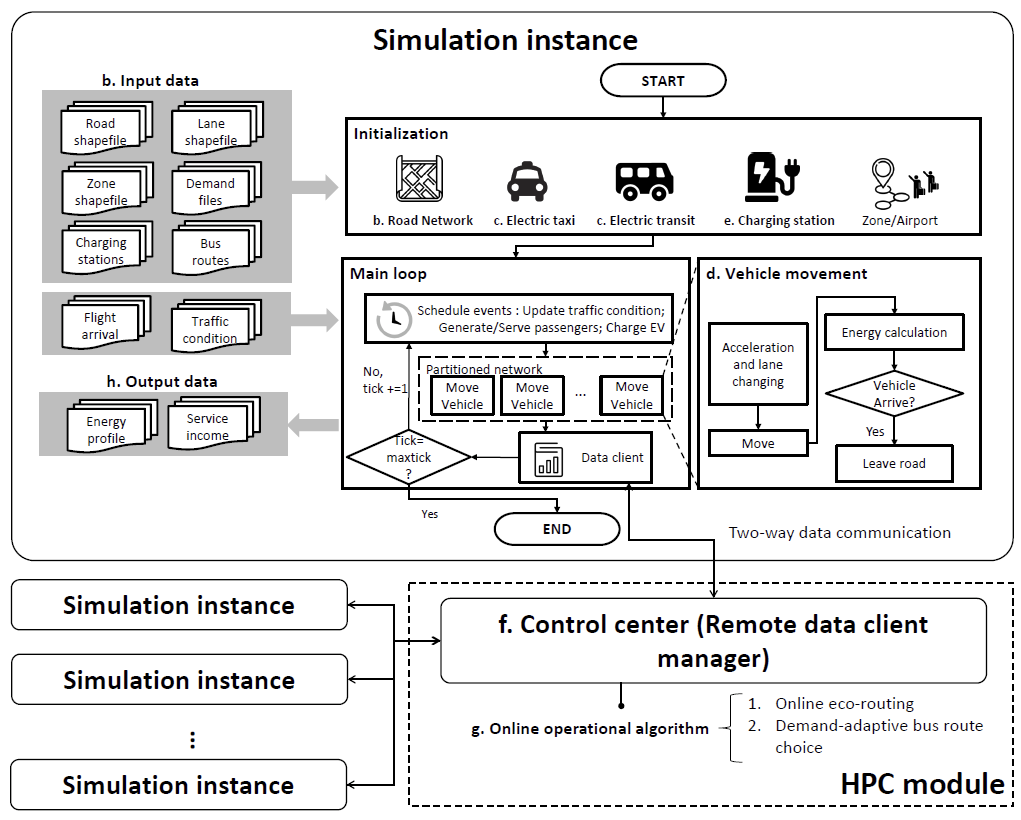 Simulation instance
b. Input data
Road
shapefile
Lane
shapefile
Zone
shapefile
Demand
files
Charging
stations
Bus
routes
Flight
arrival
Traffic
condition
h. Output data
Energy
profile
Service
income
START
Initialization
b. Road Network
c. Electric taxi
c. Electric transit
e. Charging station
Zone/Airport
Main loop
Schedule events : Update traffic condition;
Generate/Serve passengers; Charge EV
No,
tick +=1
Partitioned network
Move
Vehicle
Move
Vehicle
...
Move
Vehicle
Data client
Tick=
maxtick
?
Yes
END
d. Vehicle movement
Acceleration
and lane
changing
Move
Energy calculation
Vehicle
Arrive?
Yes
Leave road
Two-way data communication
Simulation instance
Simulation instance
⋮
Simulation instance
f. Control center (Remote data client
manager)
g. Online operational algorithm
1. Online eco-routing
2. Demand-adaptive bus route
choice
HPC module